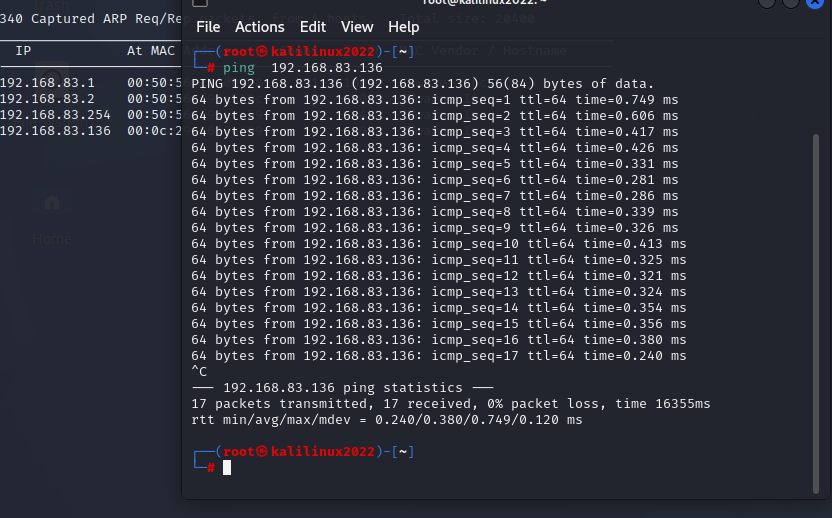 root@kalilinux2022: ~
340 Captured ARP Req/Rep
Total size: 20400
IP At MAC Vendor / Hostname
192.168.83.1 00:50:5
192.168.83.2 00:50:5
192.168.83.254 00:50:5
192.168.83.136 00:0c:2
Trash
Home
File Actions Edit View Help
┌──(root㉿kalilinux2022)-[~]
└─# ping 192.168.83.136
PING 192.168.83.136 (192.168.83.136) 56(84) bytes of data.
64 bytes from 192.168.83.136: icmp_seq=1 ttl=64 time=0.749 ms
64 bytes from 192.168.83.136: icmp_seq=2 ttl=64 time=0.606 ms
64 bytes from 192.168.83.136: icmp_seq=3 ttl=64 time=0.417 ms
64 bytes from 192.168.83.136: icmp_seq=4 ttl=64 time=0.426 ms
64 bytes from 192.168.83.136: icmp_seq=5 ttl=64 time=0.331 ms
64 bytes from 192.168.83.136: icmp_seq=6 ttl=64 time=0.281 ms
64 bytes from 192.168.83.136: icmp_seq=7 ttl=64 time=0.286 ms
64 bytes from 192.168.83.136: icmp_seq=8 ttl=64 time=0.339 ms
64 bytes from 192.168.83.136: icmp_seq=9 ttl=64 time=0.326 ms
64 bytes from 192.168.83.136: icmp_seq=10 ttl=64 time=0.413 ms
64 bytes from 192.168.83.136: icmp_seq=11 ttl=64 time=0.325 ms
64 bytes from 192.168.83.136: icmp_seq=12 ttl=64 time=0.321 ms
64 bytes from 192.168.83.136: icmp_seq=13 ttl=64 time=0.324 ms
64 bytes from 192.168.83.136: icmp_seq=14 ttl=64 time=0.354 ms
64 bytes from 192.168.83.136: icmp_seq=15 ttl=64 time=0.356 ms
64 bytes from 192.168.83.136: icmp_seq=16 ttl=64 time=0.380 ms
64 bytes from 192.168.83.136: icmp_seq=17 ttl=64 time=0.240 ms
^C
--- 192.168.83.136 ping statistics ---
17 packets transmitted, 17 received, 0% packet loss, time 16355ms
rtt min/avg/max/mdev = 0.240/0.380/0.749/0.120 ms
┌──(root㉿kalilinux2022)-[~]
└─#